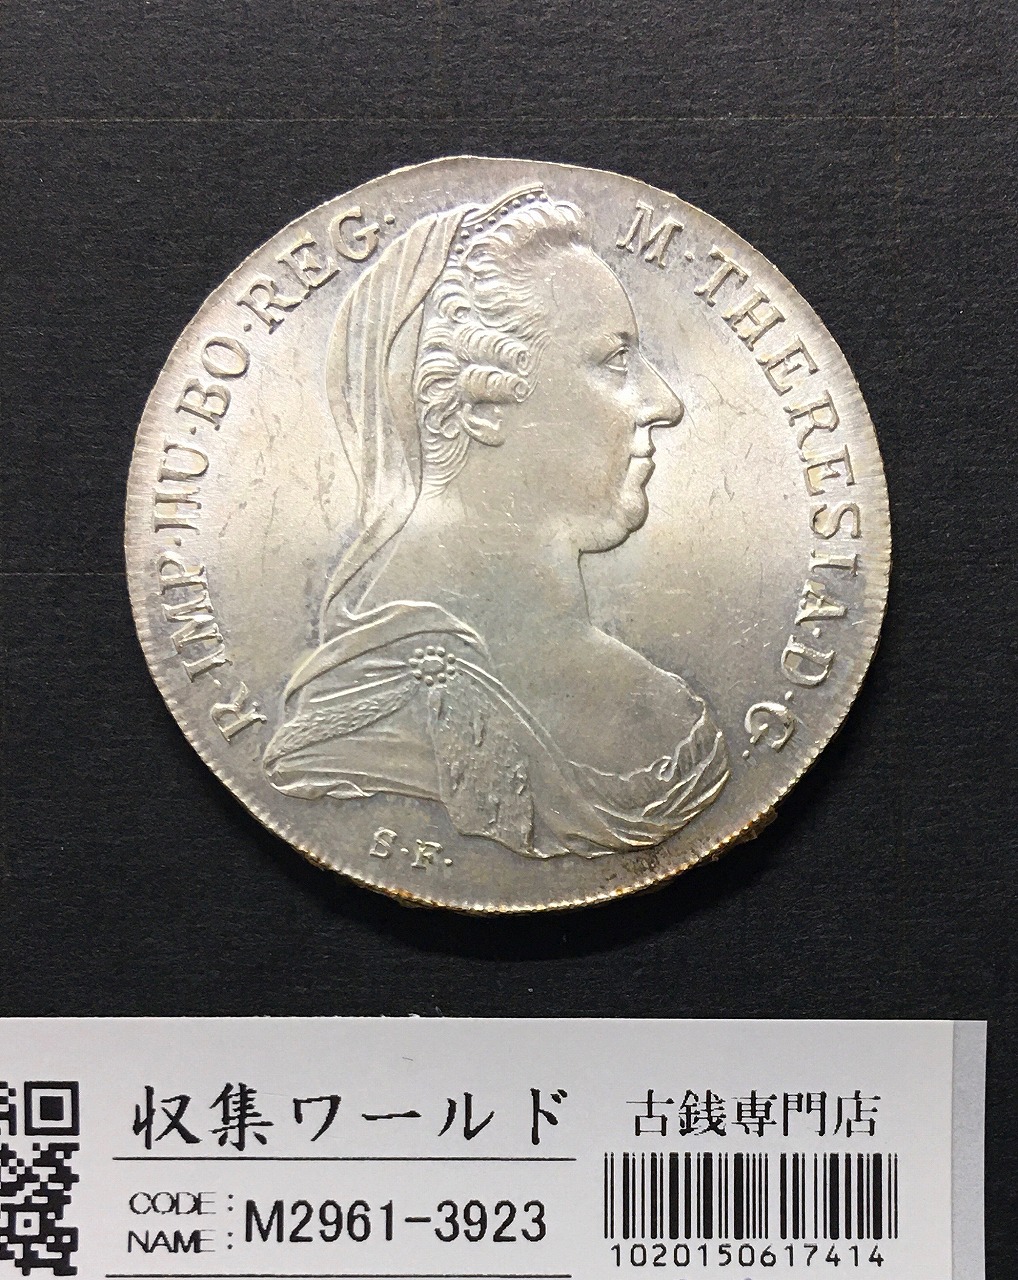 R·IMP·HU·BO·REG·
M·THERESIA·D·G·
S·F·
収集ワールド
古銭専門店
CODE:
NAME:
M2961-3923
1020150617414